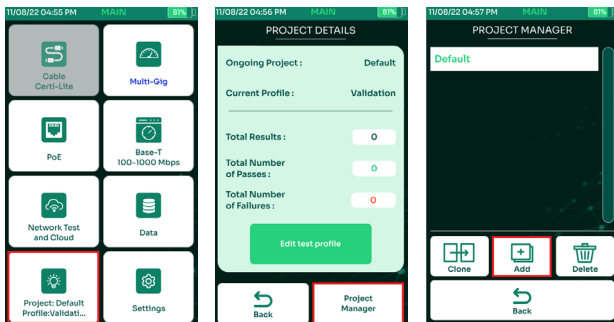 11/08/22 04:55 PM MAIN 81%
Cable
Certi-Lite
Multi-Gig
PoE
Base-T
100-1000 Mbps
Network Test
and Cloud
Data
Project: Default
Profile:Validati...
Settings
11/08/22 04:56 PM MAIN 81%
PROJECT DETAILS
Ongoing Project : Default
Current Profile : Validation
Total Results : 0
Total Number
of Passes : 0
Total Number
of Failures : 0
Edit test profile
Back
Project
Manager
11/08/22 04:57 PM MAIN 81%
PROJECT MANAGER
Default
Clone
Add
Delete
Back